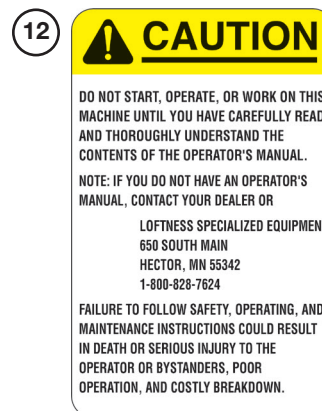 12
CAUTION
DO NOT START, OPERATE, OR WORK ON THIS
MACHINE UNTIL YOU HAVE CAREFULLY READ
AND THOROUGHLY UNDERSTAND THE
CONTENTS OF THE OPERATOR'S MANUAL.
NOTE: IF YOU DO NOT HAVE AN OPERATOR'S
MANUAL, CONTACT YOUR DEALER OR
LOFTNESS SPECIALIZED EQUIPMEN
650 SOUTH MAIN
HECTOR, MN 55342
1-800-828-7624
FAILURE TO FOLLOW SAFETY, OPERATING, AND
MAINTENANCE INSTRUCTIONS COULD RESULT
IN DEATH OR SERIOUS INJURY TO THE
OPERATOR OR BYSTANDERS, POOR
OPERATION, AND COSTLY BREAKDOWN.